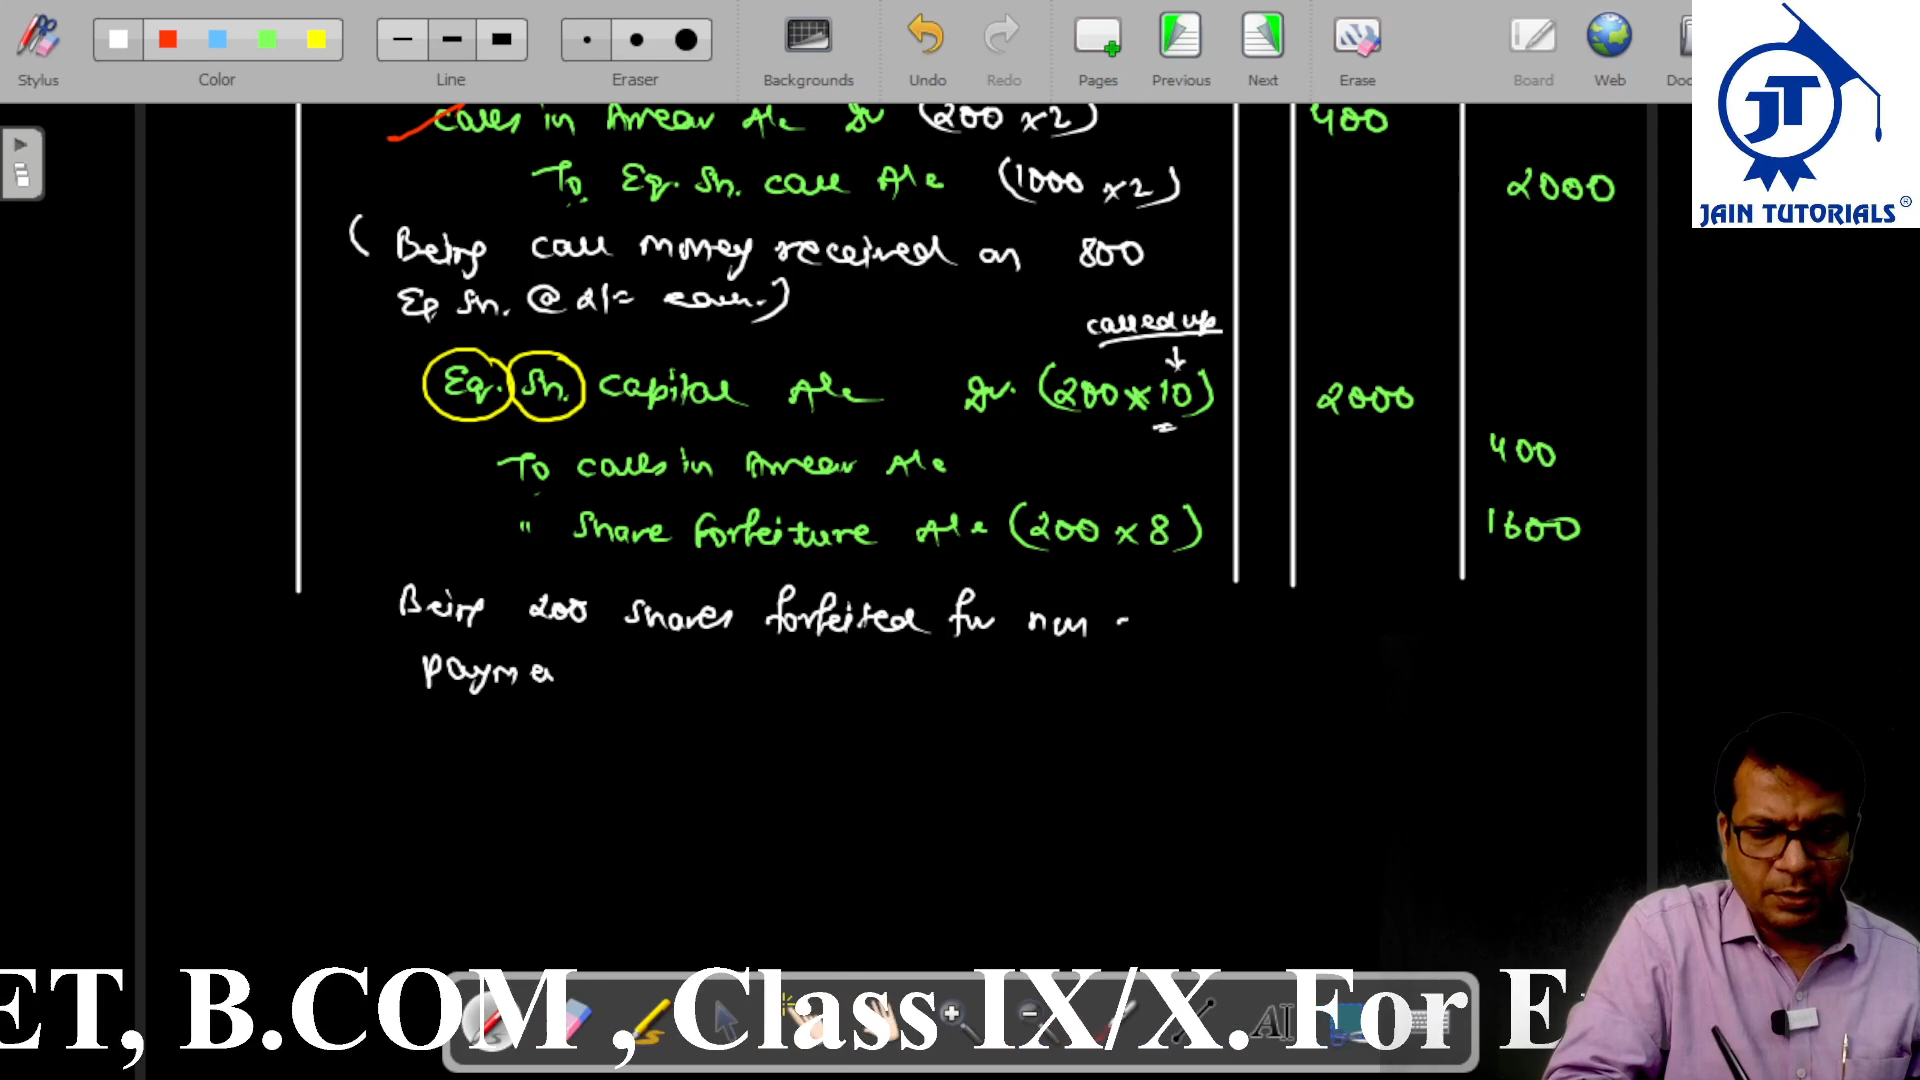 Stylus
Color
Line
Eraser
Backgrounds
Undo
Redo
Pages
Previous
Next
Erase
Board
Web
JT
JAIN TUTORIALS ®
Calls in Arrear A/c Dr (200 x 2) 400
To Eq. Sh. call A/c (1000 x 2) 2000
(Being call money received on 800
Eq Sh. @ 2/= each.)
called up
Eq. Sh. capital A/c Dr. (200 x 10) 2000
To calls in Arrear A/c 400
" Share forfeiture A/c (200 x 8) 1600
Being 200 shares forfeited for non -
payme
ET, B.COM , Class IX/X. For E